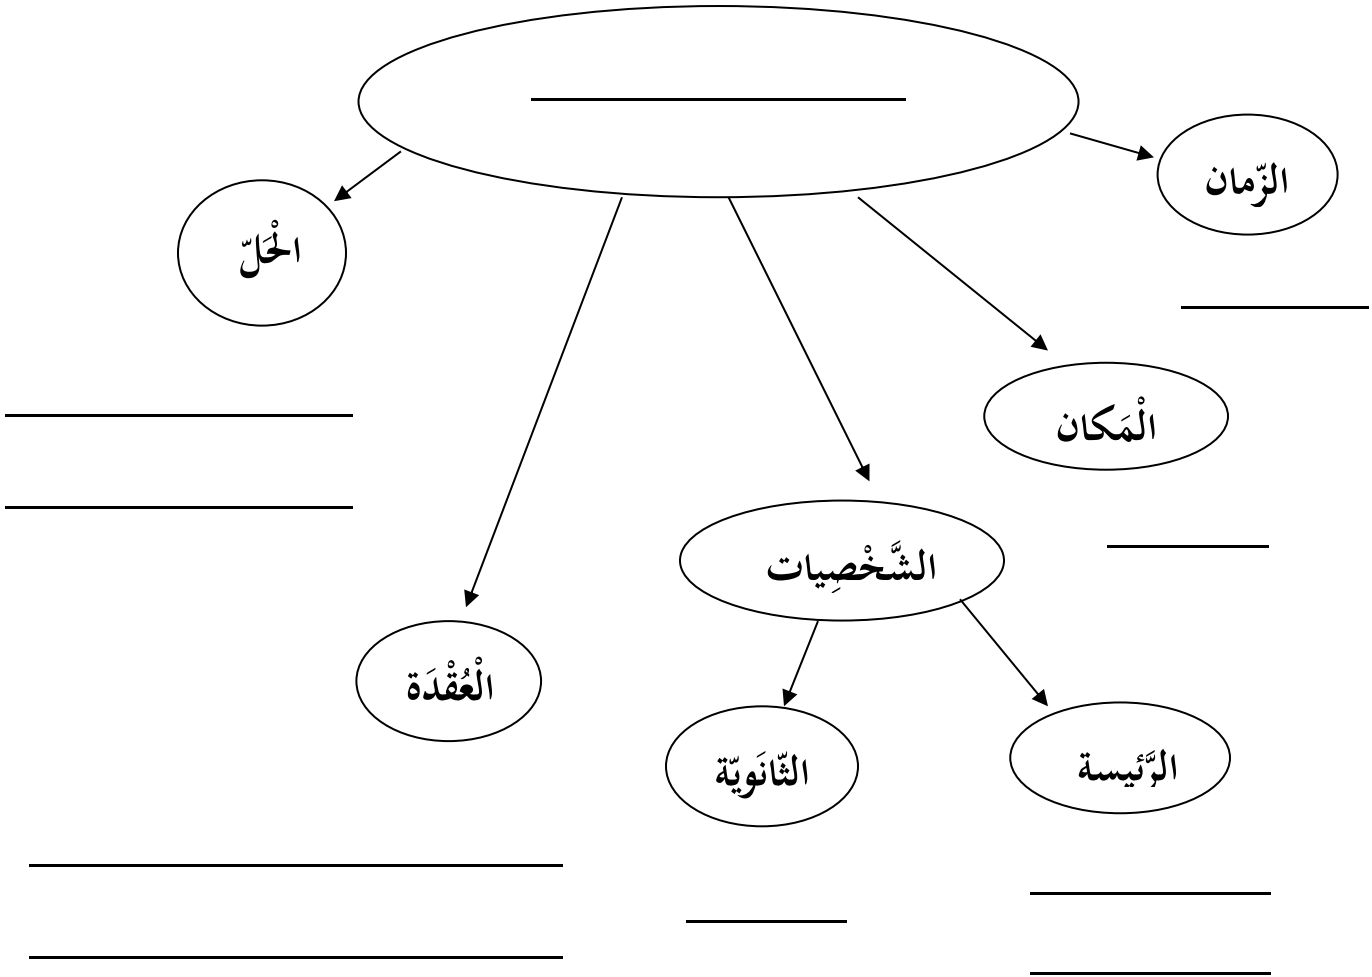 الزّمان
الْحَلّ
الْمَكان
الشَّخْصِيات
الْعُقْدَة
الرَّئيسة
الثّانَويّة